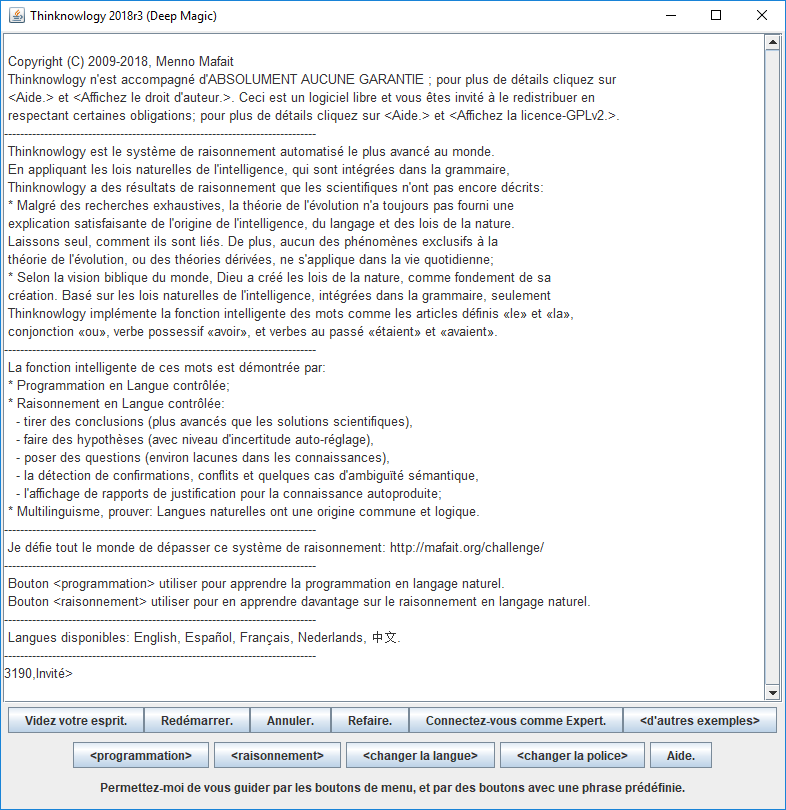 Thinknowlogy 2018r3 (Deep Magic)
Copyright (C) 2009-2018, Menno Mafait
Thinknowlogy n'est accompagné d'ABSOLUMENT AUCUNE GARANTIE ; pour plus de détails cliquez sur
<Aide.> et <Affichez le droit d'auteur.>. Ceci est un logiciel libre et vous êtes invité à le redistribuer en
respectant certaines obligations; pour plus de détails cliquez sur <Aide.> et <Affichez la licence-GPLv2.>.
Thinknowlogy est le système de raisonnement automatisé le plus avancé au monde.
En appliquant les lois naturelles de l'intelligence, qui sont intégrées dans la grammaire,
Thinknowlogy a des résultats de raisonnement que les scientifiques n'ont pas encore décrits:
* Malgré des recherches exhaustives, la théorie de l'évolution n'a toujours pas fourni une
explication satisfaisante de l'origine de l'intelligence, du langage et des lois de la nature.
Laissons seul, comment ils sont liés. De plus, aucun des phénomènes exclusifs à la
théorie de l'évolution, ou des théories dérivées, ne s'applique dans la vie quotidienne;
* Selon la vision biblique du monde, Dieu a créé les lois de la nature, comme fondement de sa
création. Basé sur les lois naturelles de l'intelligence, intégrées dans la grammaire, seulement
Thinknowlogy implémente la fonction intelligente des mots comme les articles définis «le» et «la»,
conjonction «ou», verbe possessif «avoir», et verbes au passé «étaient» et «avaient».
La fonction intelligente de ces mots est démontrée par:
* Programmation en Langue contrôlée;
* Raisonnement en Langue contrôlée:
- tirer des conclusions (plus avancés que les solutions scientifiques),
- faire des hypothèses (avec niveau d'incertitude auto-réglage),
- poser des questions (environ lacunes dans les connaissances),
- la détection de confirmations, conflits et quelques cas d'ambiguïté sémantique,
- l'affichage de rapports de justification pour la connaissance autoproduite;
* Multilinguisme, prouver: Langues naturelles ont une origine commune et logique.
Je défie tout le monde de dépasser ce système de raisonnement: http://mafait.org/challenge/
Bouton <programmation> utiliser pour apprendre la programmation en langage naturel.
Bouton <raisonnement> utiliser pour en apprendre davantage sur le raisonnement en langage naturel.
Langues disponibles: English, Español, Français, Nederlands, 中文.
3190,Invité>
Videz votre esprit. Redémarrer. Annuler. Refaire. Connectez-vous comme Expert. <d'autres exemples>
<programmation> <raisonnement> <changer la langue> <changer la police> Aide.
Permettez-moi de vous guider par les boutons de menu, et par des boutons avec une phrase prédéfinie.